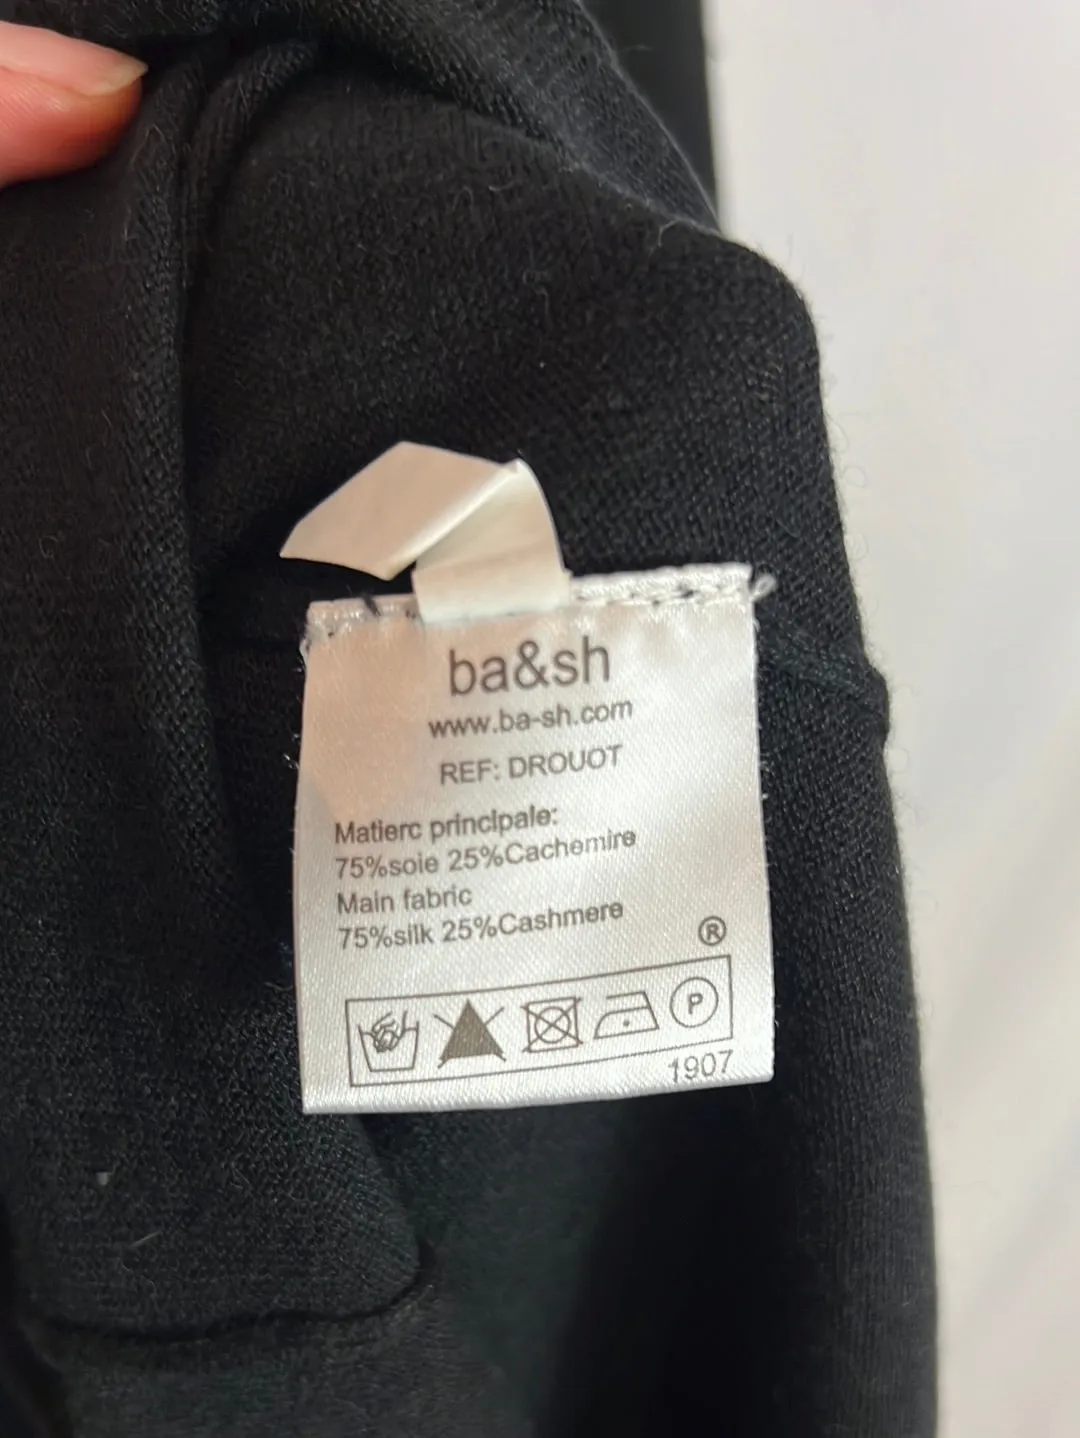 ba&sh
www.ba-sh.com
REF: DROUOT
Matierc principale:
75%soie 25%Cachemire
Main fabric
75%silk 25%Cashmere
®
P
1907